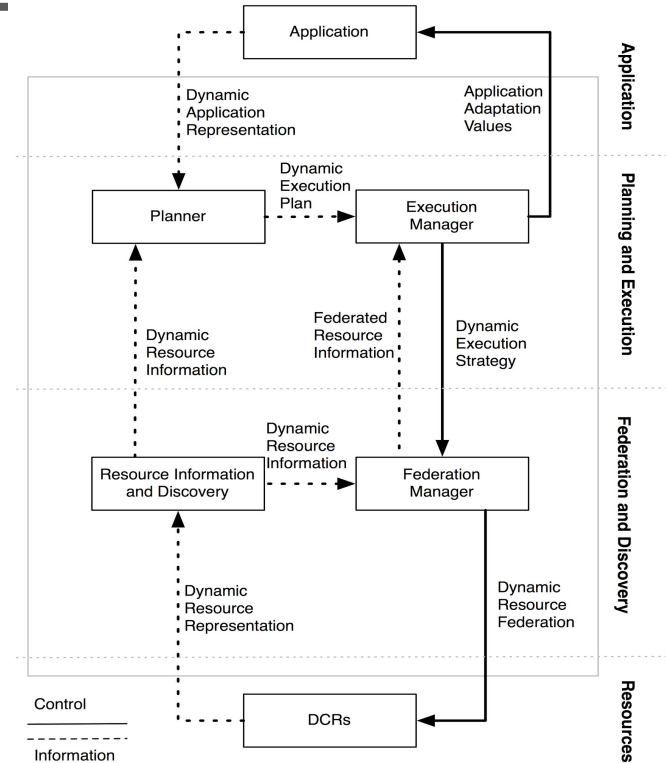 Application
Dynamic
Application
Representation
Application
Adaptation
Values
Application
Dynamic
Execution
Plan
Planner
Execution
Manager
Planning and Execution
Dynamic
Resource
Information
Federated
Resource
Information
Dynamic
Execution
Strategy
Dynamic
Resource
Information
Resource Information
and Discovery
Federation
Manager
Federation and Discovery
Dynamic
Resource
Representation
Dynamic
Resource
Federation
DCRs
Resources
Control
Information